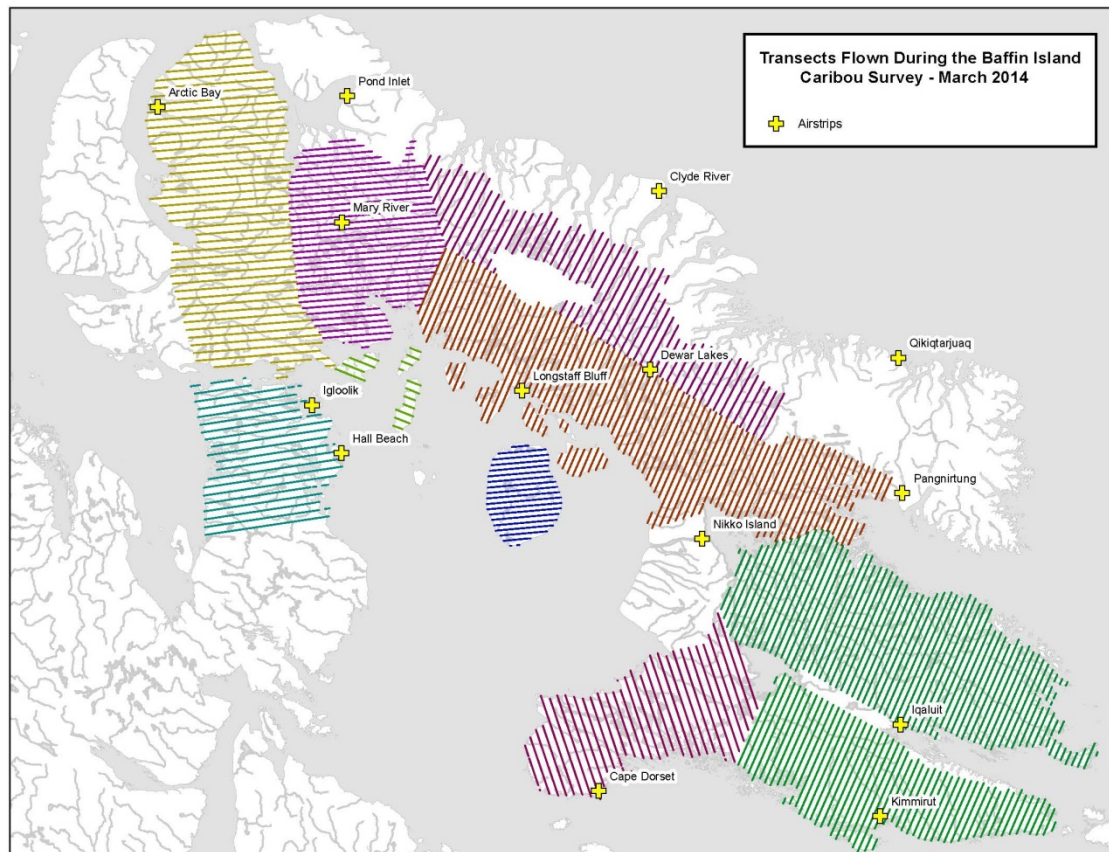 Transects Flown During the Baffin Island
Caribou Survey - March 2014
Airstrips
Pond Inlet
Arctic Bay
Clyde River
Mary River
Qikiqtarjuaq
Dewar Lakes
Longstaff Bluff
Igloolik
Hall Beach
Pangnirtung
Nikko Island
Iqaluit
Cape Dorset
Kimmirut